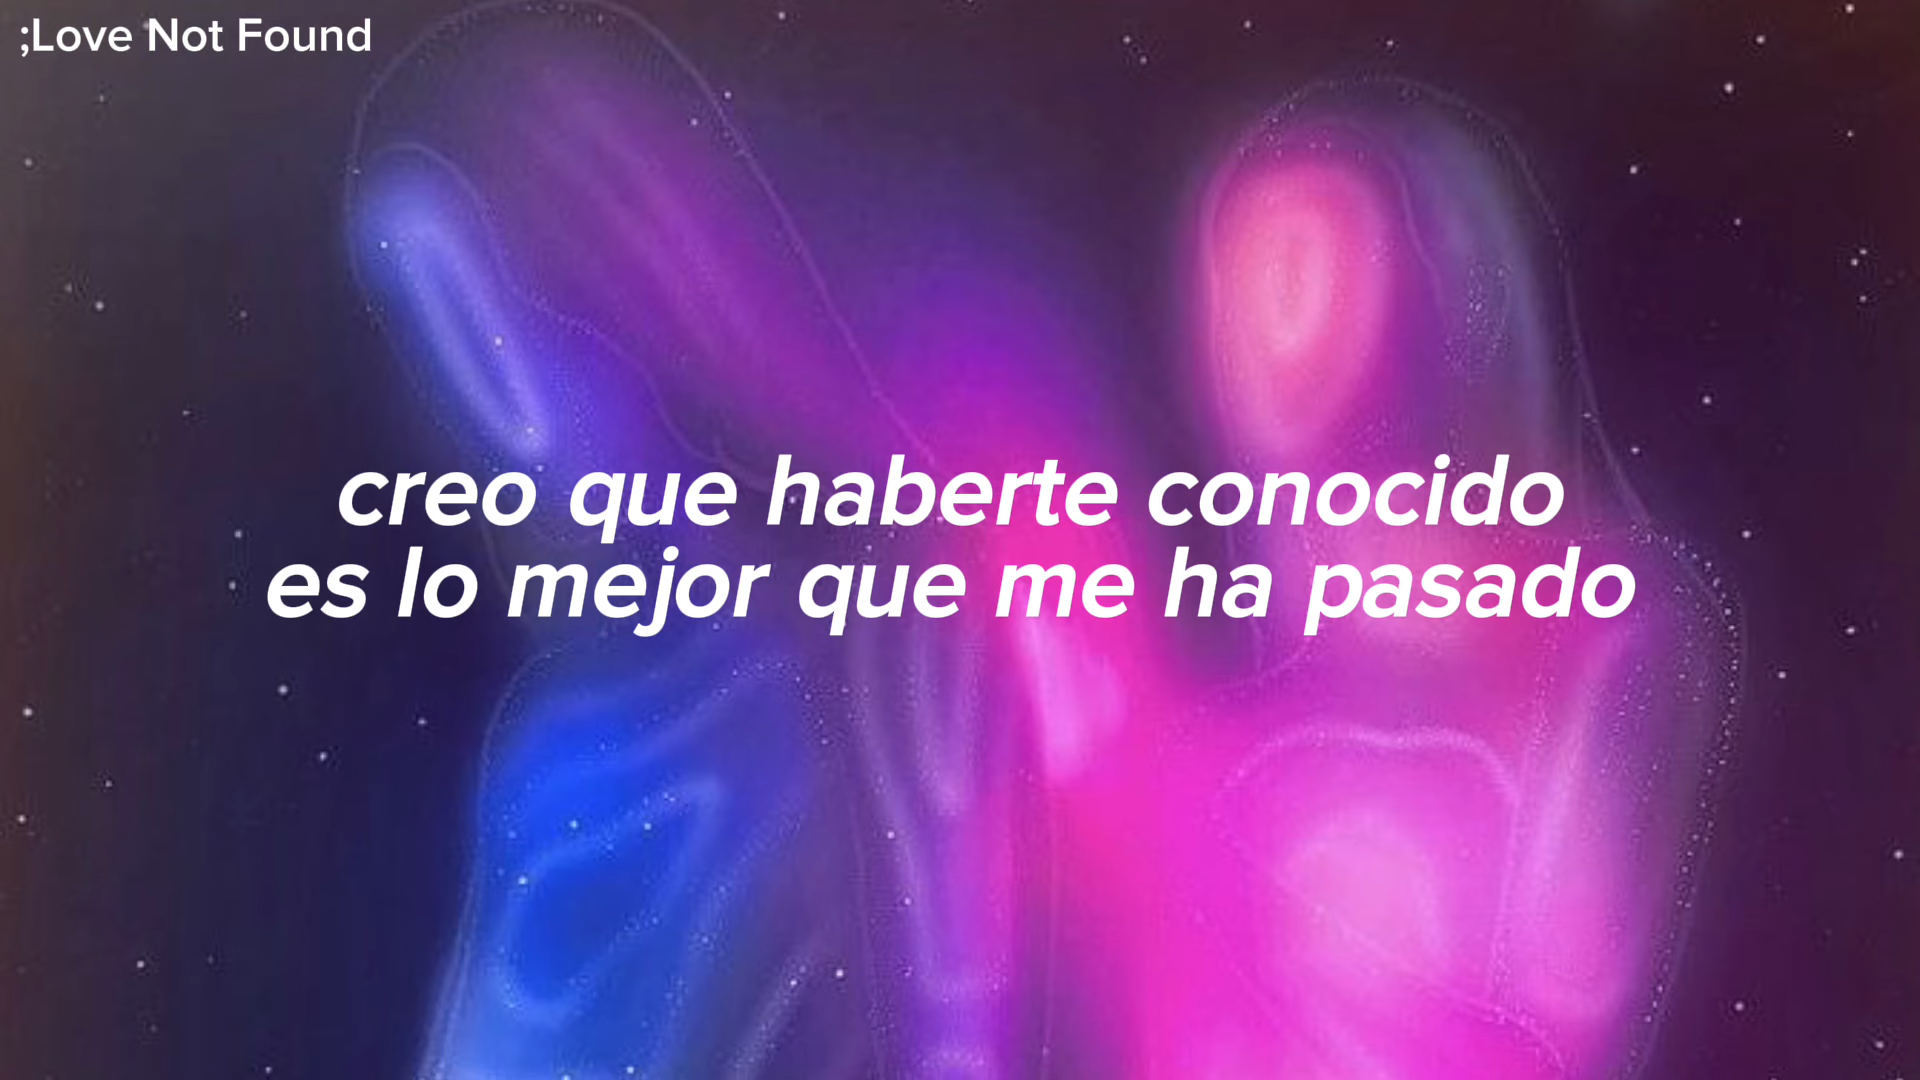 ;Love Not Found
creo que haberte conocido
es lo mejor que me ha pasado